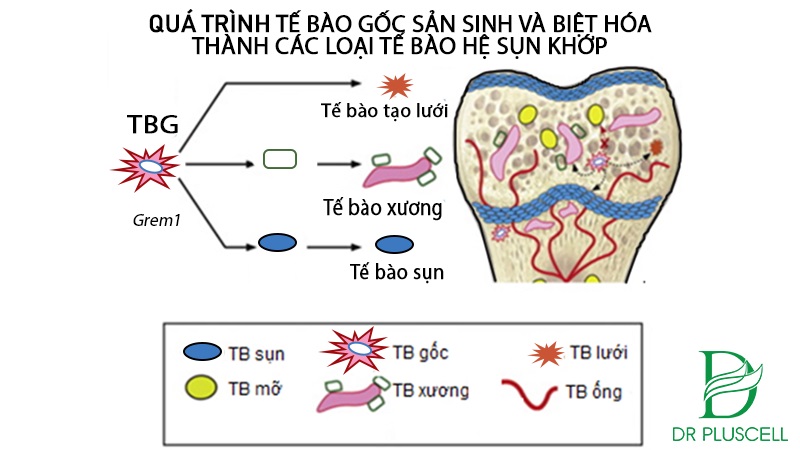 QUÁ TRÌNH TẾ BÀO GỐC SẢN SINH VÀ BIỆT HÓA
THÀNH CÁC LOẠI TẾ BÀO HỆ SỤN KHỚP
Tế bào tạo lưới
TBG
Tế bào xương
Grem1
Tế bào sụn
TB sụn
TB gốc
TB lưới
TB mỡ
TB xương
TB ống
DR PLUSCELL